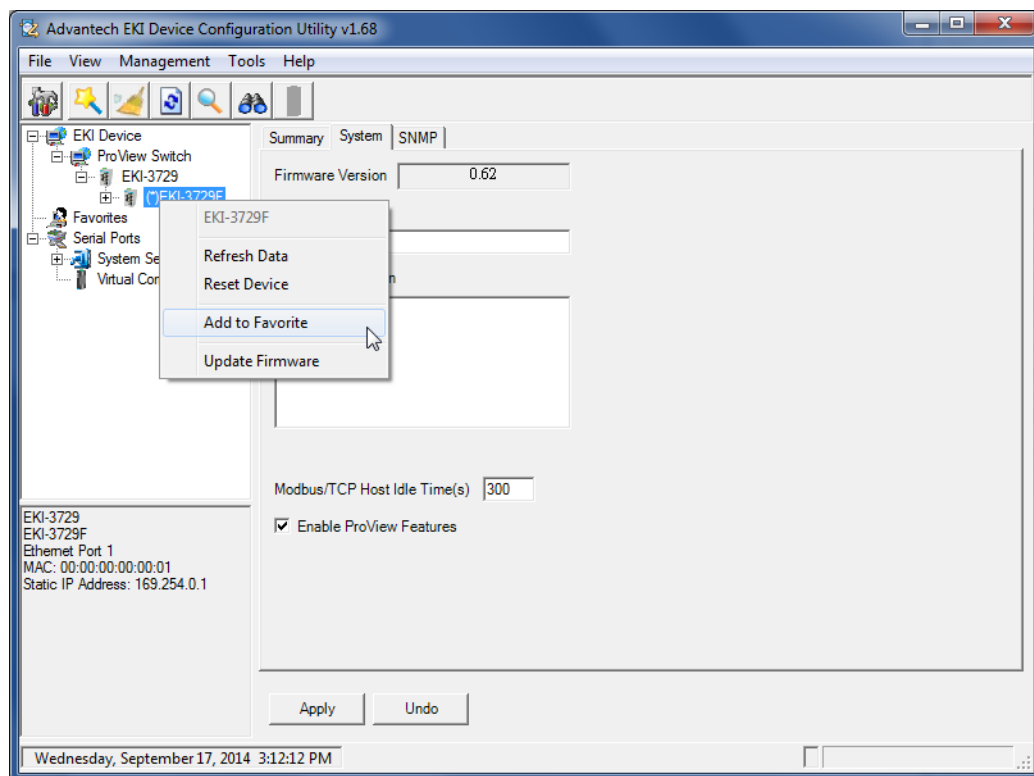 Advantech EKI Device Configuration Utility v1.68
File View Management Tools Help
EKI Device
ProView Switch
EKI-3729
(*)EKI-3729F
Favorites
Serial Ports
System Se
Virtual Cor
Summary System SNMP
Firmware Version 0.62
n
EKI-3729F
Refresh Data
Reset Device
Add to Favorite
Update Firmware
Modbus/TCP Host Idle Time(s) 300
Enable ProView Features
EKI-3729
EKI-3729F
Ethernet Port 1
MAC: 00:00:00:00:00:01
Static IP Address: 169.254.0.1
Apply Undo
Wednesday, September 17, 2014 3:12:12 PM